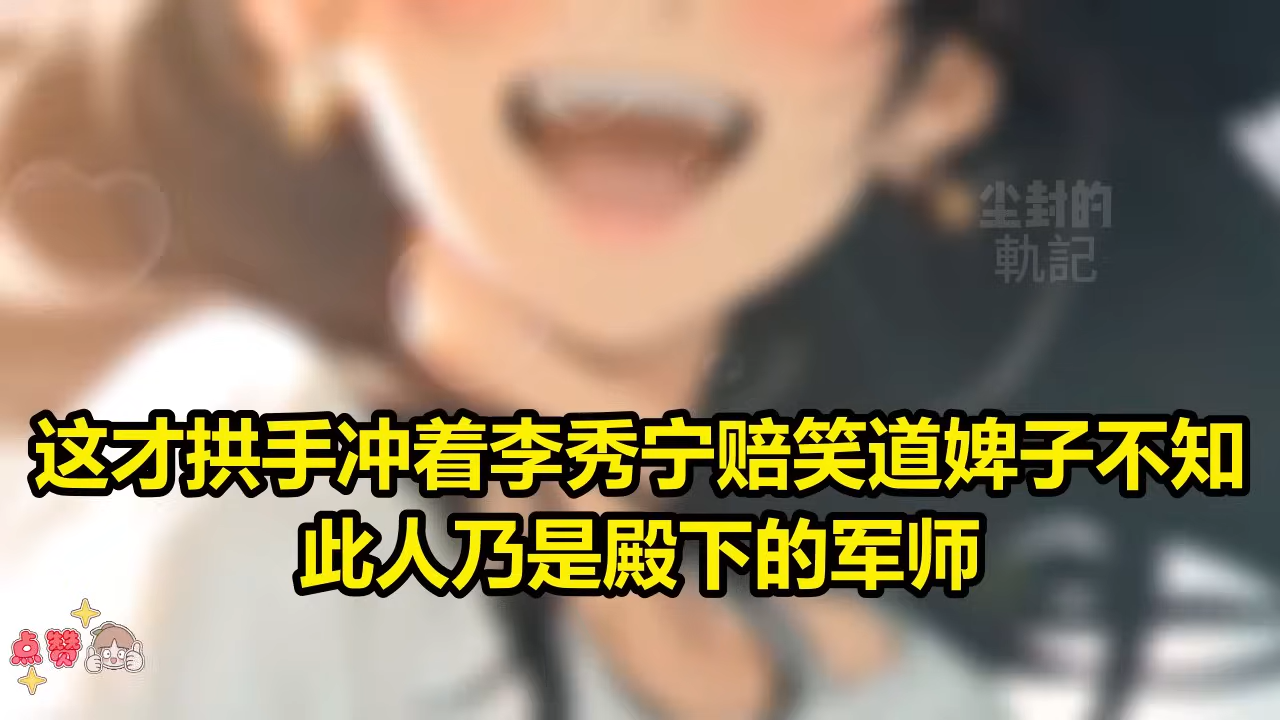 尘封的
軌記
这才拱手冲着李秀宁赔笑道婢子不知
此人乃是殿下的军师
点赞